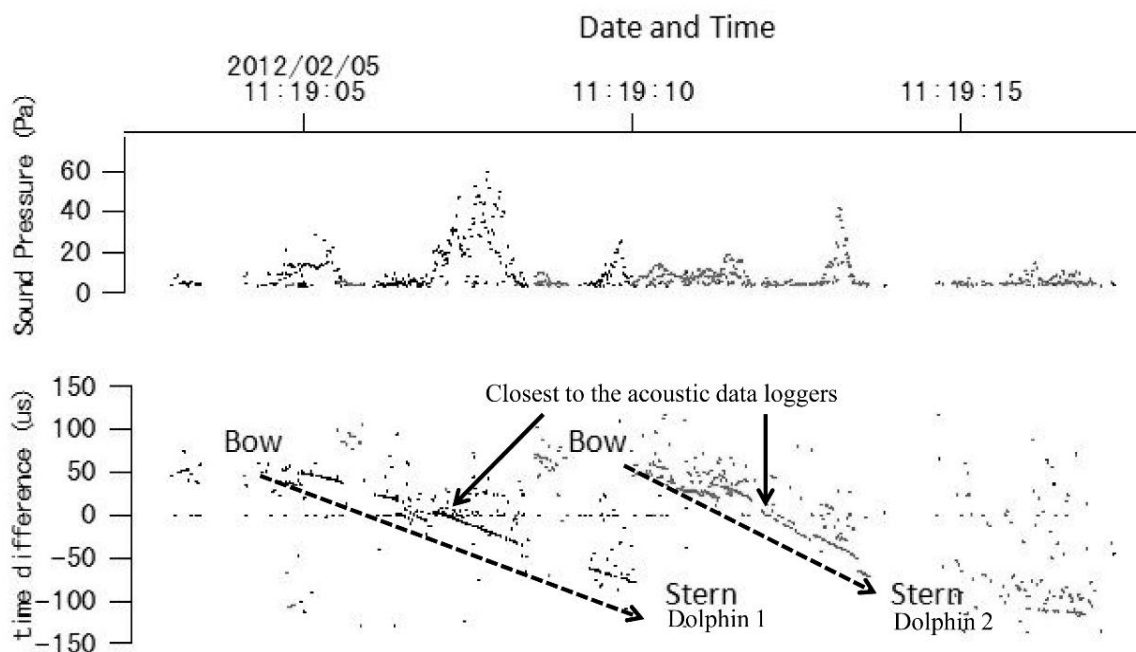 Date and Time
2012/02/05
11:19:05
11:19:10
11:19:15
Sound Pressure (Pa)
60
40
20
0
time difference (us)
150
100
50
0
-50
-100
-150
Closest to the acoustic data loggers
Bow
Bow
Stern
Dolphin 1
Stern
Dolphin 2